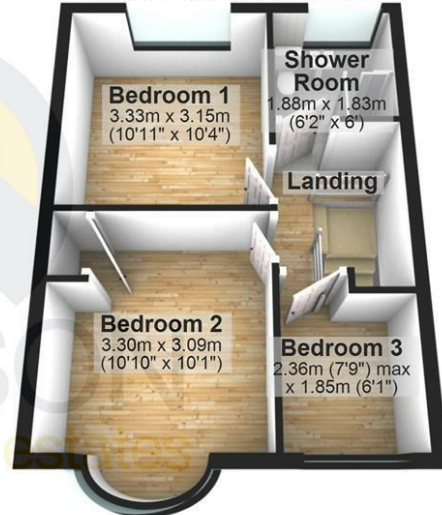 Shower
Room
1.88m x 1.83m
(6'2" x 6')
Bedroom 1
3.33m x 3.15m
(10'11" x 10'4")
Landing
Bedroom 2
3.30m x 3.09m
(10'10" x 10'1")
Bedroom 3
2.36m (7'9") max
x 1.85m (6'1")
SON
estates